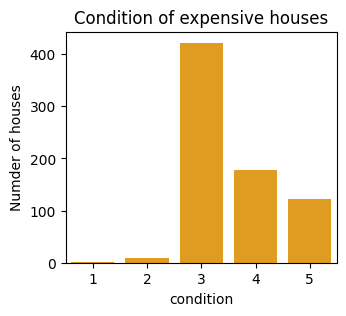 Condition of expensive houses
400
300
200
100
0
Numder of houses
1 2 3 4 5
condition